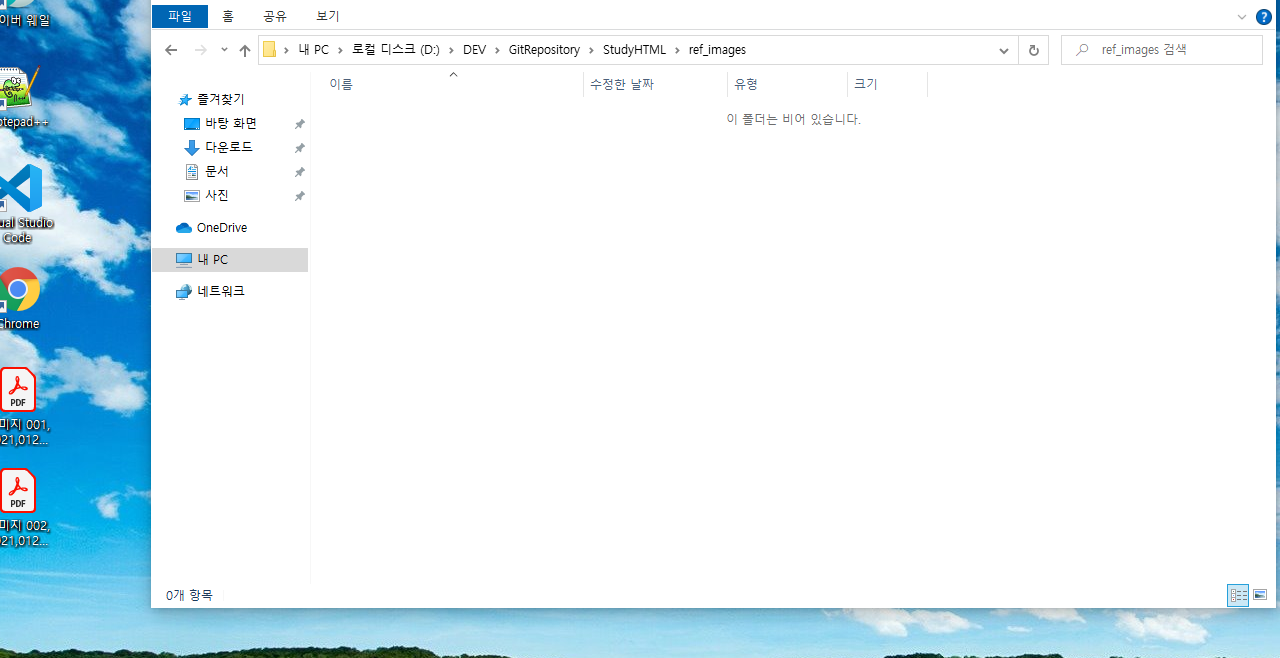 이버 웨일
otepad++
ual Studio
Code
Chrome
PDF
미지 001,
021,012...
PDF
미지 002,
021,012...
파일 홈 공유 보기
내 PC 로컬 디스크 (D:) DEV GitRepository StudyHTML ref_images
ref_images 검색
이름 수정한 날짜 유형 크기
이 폴더는 비어 있습니다.
즐겨찾기
바탕 화면
다운로드
문서
사진
OneDrive
내 PC
네트워크
0개 항목